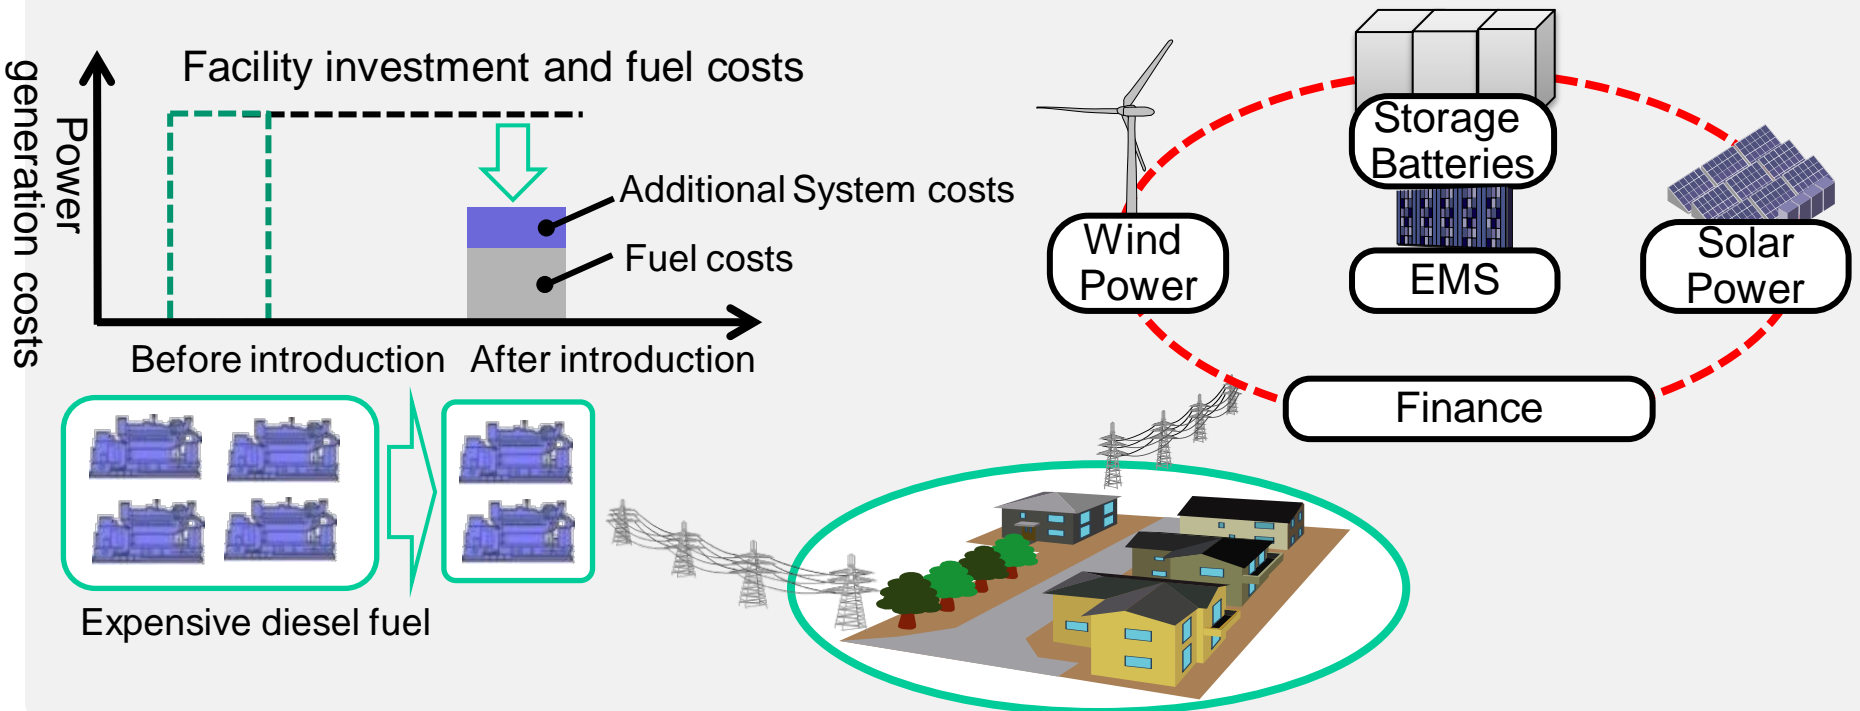 Facility investment and fuel costs
Power
generation costs
Additional System costs
Fuel costs
Before introduction
After introduction
Expensive diesel fuel
Storage
Batteries
Wind
Power
EMS
Solar
Power
Finance